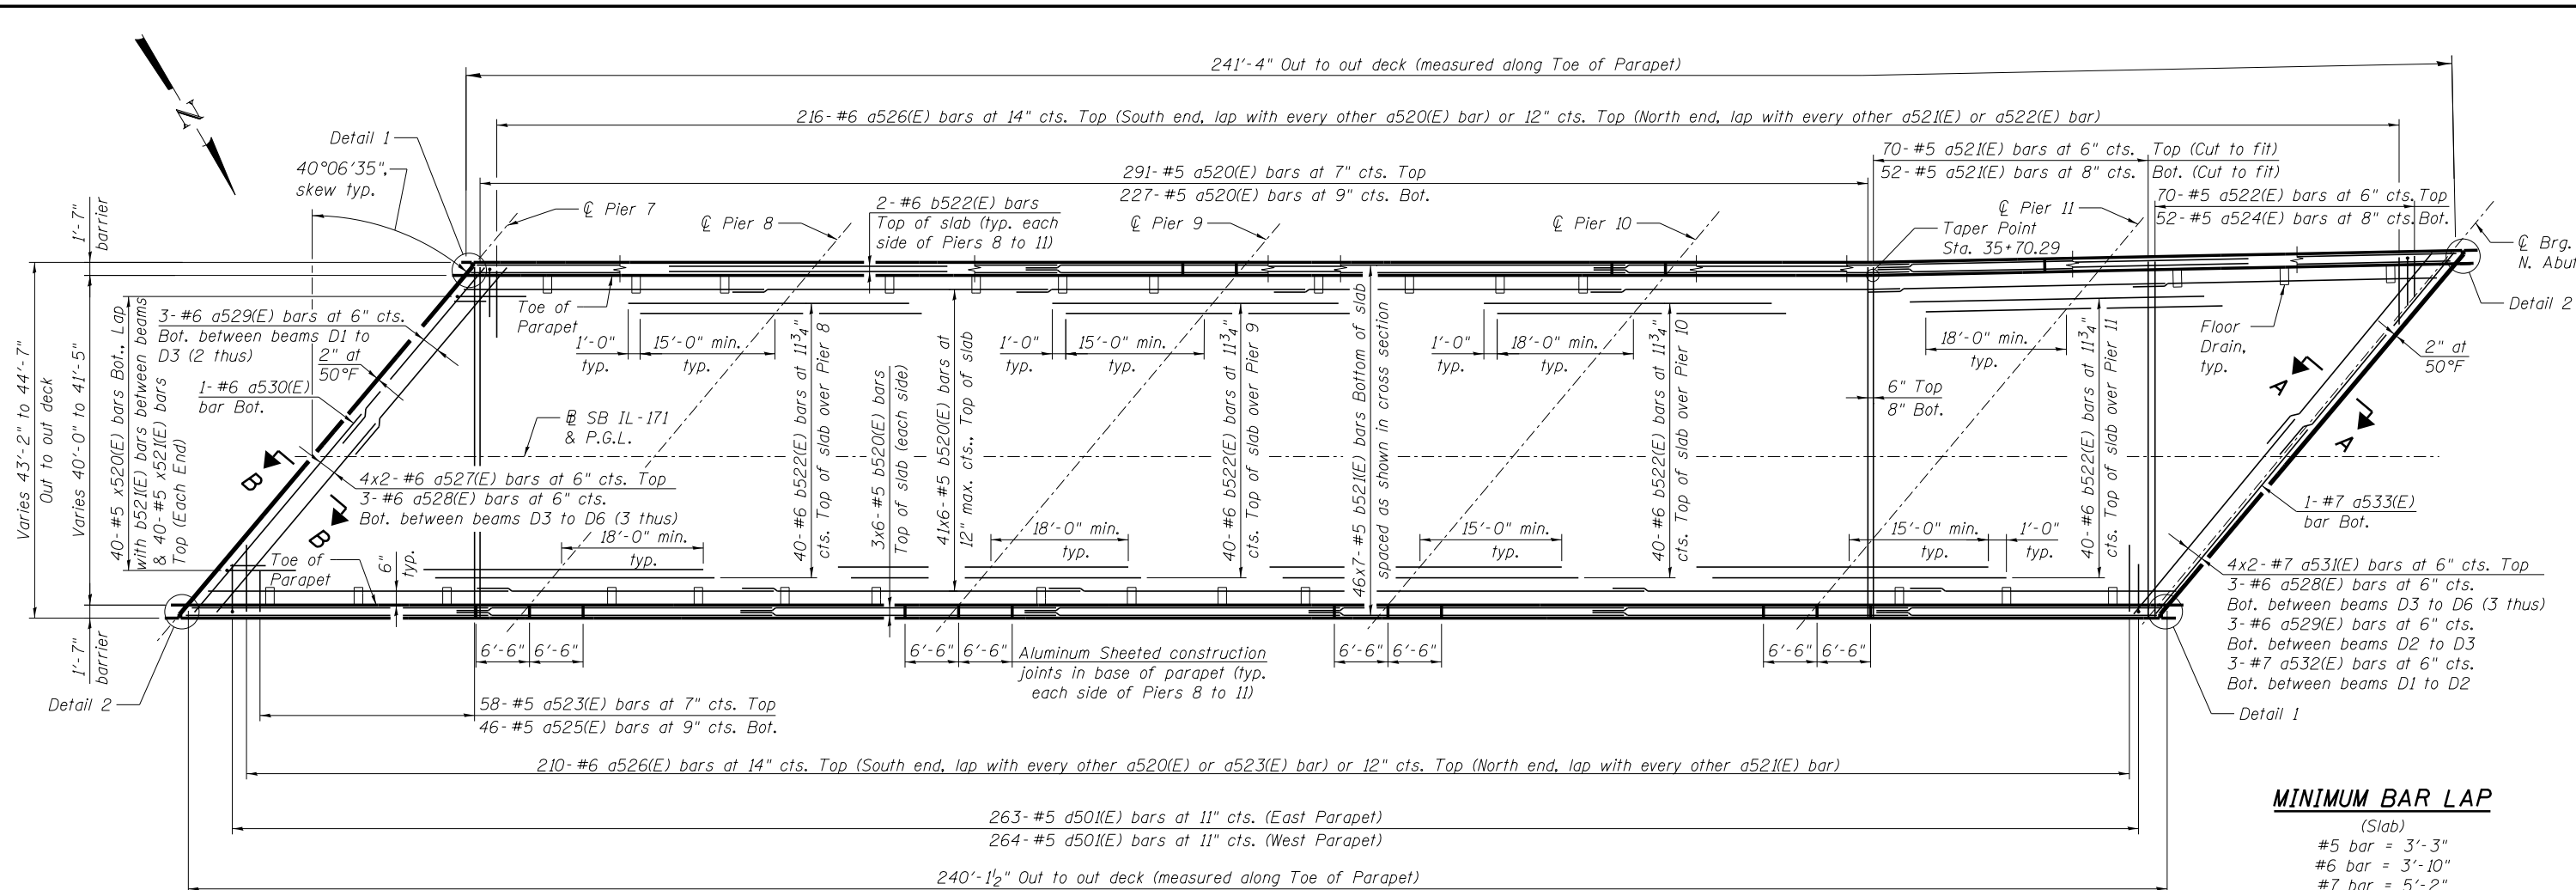 241'-4" Out to out deck (measured along Toe of Parapet)
216-#6 a526(E) bars at 14" cts. Top (South end, lap with every other a520(E) bar) or 12" cts. Top (North end, lap with every other a521(E) or a522(E) bar)
N
Detail 1
40°06'35",
skew typ.
291-#5 a520(E) bars at 7" cts. Top
227-#5 a520(E) bars at 9" cts. Bot.
70-#5 a521(E) bars at 6" cts. Top (Cut to fit)
52-#5 a521(E) bars at 8" cts. Bot. (Cut to fit)
70-#5 a522(E) bars at 6" cts. Top
52-#5 a524(E) bars at 8" cts. Bot.
℄ Pier 7
℄ Pier 8
2-#6 b522(E) bars
Top of slab (typ. each
side of Piers 8 to 11)
℄ Pier 9
℄ Pier 10
℄ Pier 11
Taper Point
Sta. 35+70.29
℄ Brg.
N. Abut
Detail 2
1'-7"
barrier
Varies 43'-2" to 44'-7"
Out to out deck
Varies 40'-0" to 41'-5"
1'-7"
barrier
40-#5 x520(E) bars Bot., Lap
with b521(E) bars between beams
& 40-#5 x521(E) bars
Top (Each End)
3-#6 a529(E) bars at 6" cts.
Bot. between beams D1 to
D3 (2 thus)
2" at
50°F
1-#6 a530(E)
bar Bot.
Toe of
Parapet
1'-0"
typ.
15'-0" min.
typ.
40-#6 b522(E) bars at 11¾"
cts. Top of slab over Pier 8
3x6-#5 b520(E) bars
Top of slab (each side)
41x6-#5 b520(E) bars at
12" max. cts., Top of slab
1'-0"
typ.
15'-0" min.
typ.
40-#6 b522(E) bars at 11¾"
cts. Top of slab over Pier 9
46x7-#5 b521(E) bars Bottom of slab
spaced as shown in cross section
1'-0"
typ.
18'-0" min.
typ.
40-#6 b522(E) bars at 11¾"
cts. Top of slab over Pier 10
6" Top
8" Bot.
18'-0" min.
typ.
40-#6 b522(E) bars at 11¾"
cts. Top of slab over Pier 11
Floor
Drain,
typ.
2" at
50°F
A
A
B
B
℄ SB IL-171
& P.G.L.
4x2-#6 a527(E) bars at 6" cts. Top
3-#6 a528(E) bars at 6" cts.
Bot. between beams D3 to D6 (3 thus)
18'-0" min.
typ.
18'-0" min.
typ.
15'-0" min.
typ.
15'-0" min.
typ.
1'-0"
typ.
1-#7 a533(E)
bar Bot.
Toe of
Parapet
6"
typ.
4x2-#7 a531(E) bars at 6" cts. Top
3-#6 a528(E) bars at 6" cts.
Bot. between beams D3 to D6 (3 thus)
3-#6 a529(E) bars at 6" cts.
Bot. between beams D2 to D3
3-#7 a532(E) bars at 6" cts.
Bot. between beams D1 to D2
6'-6" 6'-6" 6'-6" 6'-6" 6'-6" 6'-6" 6'-6" 6'-6"
Aluminum Sheeted construction
joints in base of parapet (typ.
each side of Piers 8 to 11)
Detail 2
58-#5 a523(E) bars at 7" cts. Top
46-#5 a525(E) bars at 9" cts. Bot.
Detail 1
210-#6 a526(E) bars at 14" cts. Top (South end, lap with every other a520(E) or a523(E) bar) or 12" cts. Top (North end, lap with every other a521(E) bar)
263-#5 d501(E) bars at 11" cts. (East Parapet)
264-#5 d501(E) bars at 11" cts. (West Parapet)
240'-1½" Out to out deck (measured along Toe of Parapet)
MINIMUM BAR LAP
(Slab)
#5 bar = 3'-3"
#6 bar = 3'-10"
#7 bar = 5'-2"